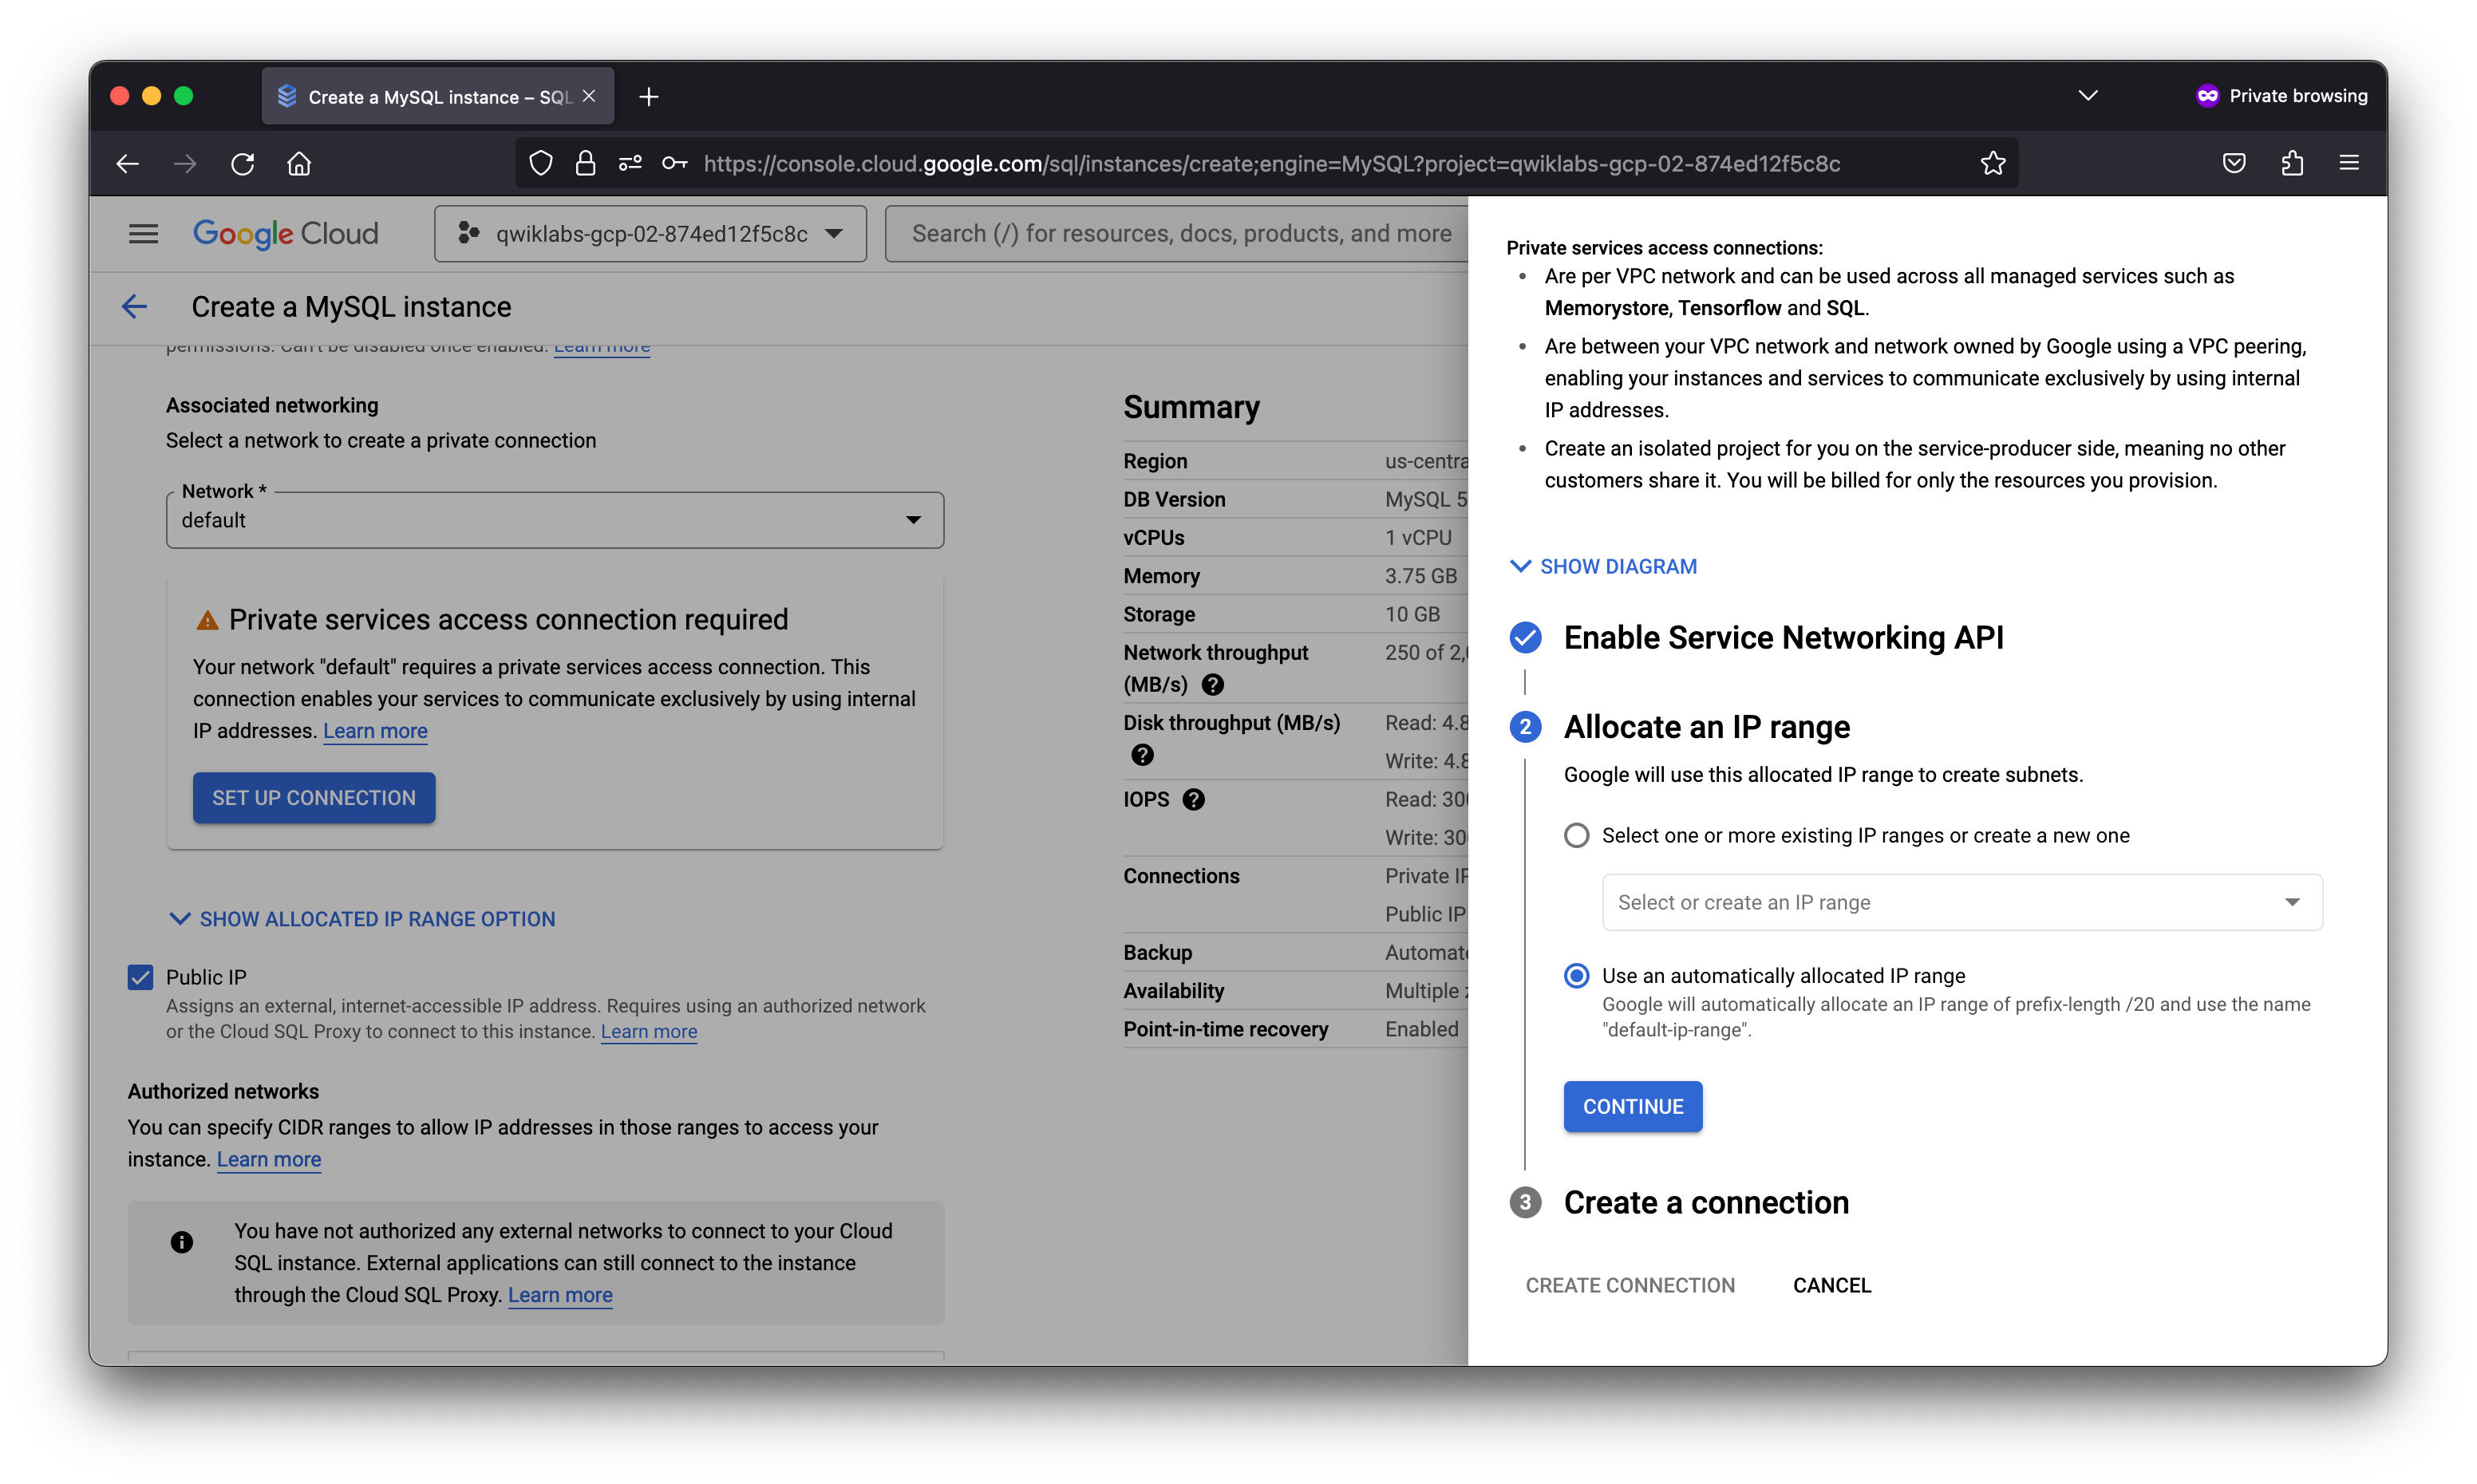 Create a MySQL instance – SQL
Private browsing
https://console.cloud.google.com/sql/instances/create;engine=MySQL?project=qwiklabs-gcp-02-874ed12f5c8c
Google Cloud
qwiklabs-gcp-02-874ed12f5c8c
Search (/) for resources, docs, products, and more
Create a MySQL instance
permissions. Can't be disabled once enabled. Learn more
Associated networking
Select a network to create a private connection
Network *
default
Private services access connection required
Your network "default" requires a private services access connection. This
connection enables your services to communicate exclusively by using internal
IP addresses. Learn more
SET UP CONNECTION
SHOW ALLOCATED IP RANGE OPTION
Public IP
Assigns an external, internet-accessible IP address. Requires using an authorized network
or the Cloud SQL Proxy to connect to this instance. Learn more
Authorized networks
You can specify CIDR ranges to allow IP addresses in those ranges to access your
instance. Learn more
You have not authorized any external networks to connect to your Cloud
SQL instance. External applications can still connect to the instance
through the Cloud SQL Proxy. Learn more
Summary
Region us-centra
DB Version MySQL 5
vCPUs 1 vCPU
Memory 3.75 GB
Storage 10 GB
Network throughput 250 of 2,0
(MB/s)
Disk throughput (MB/s) Read: 4.8
Write: 4.8
IOPS Read: 300
Write: 300
Connections Private IP
Public IP
Backup Automate
Availability Multiple z
Point-in-time recovery Enabled
Private services access connections:
• Are per VPC network and can be used across all managed services such as
Memorystore, Tensorflow and SQL.
• Are between your VPC network and network owned by Google using a VPC peering,
enabling your instances and services to communicate exclusively by using internal
IP addresses.
• Create an isolated project for you on the service-producer side, meaning no other
customers share it. You will be billed for only the resources you provision.
SHOW DIAGRAM
Enable Service Networking API
2 Allocate an IP range
Google will use this allocated IP range to create subnets.
Select one or more existing IP ranges or create a new one
Select or create an IP range
Use an automatically allocated IP range
Google will automatically allocate an IP range of prefix-length /20 and use the name
"default-ip-range".
CONTINUE
3 Create a connection
CREATE CONNECTION CANCEL